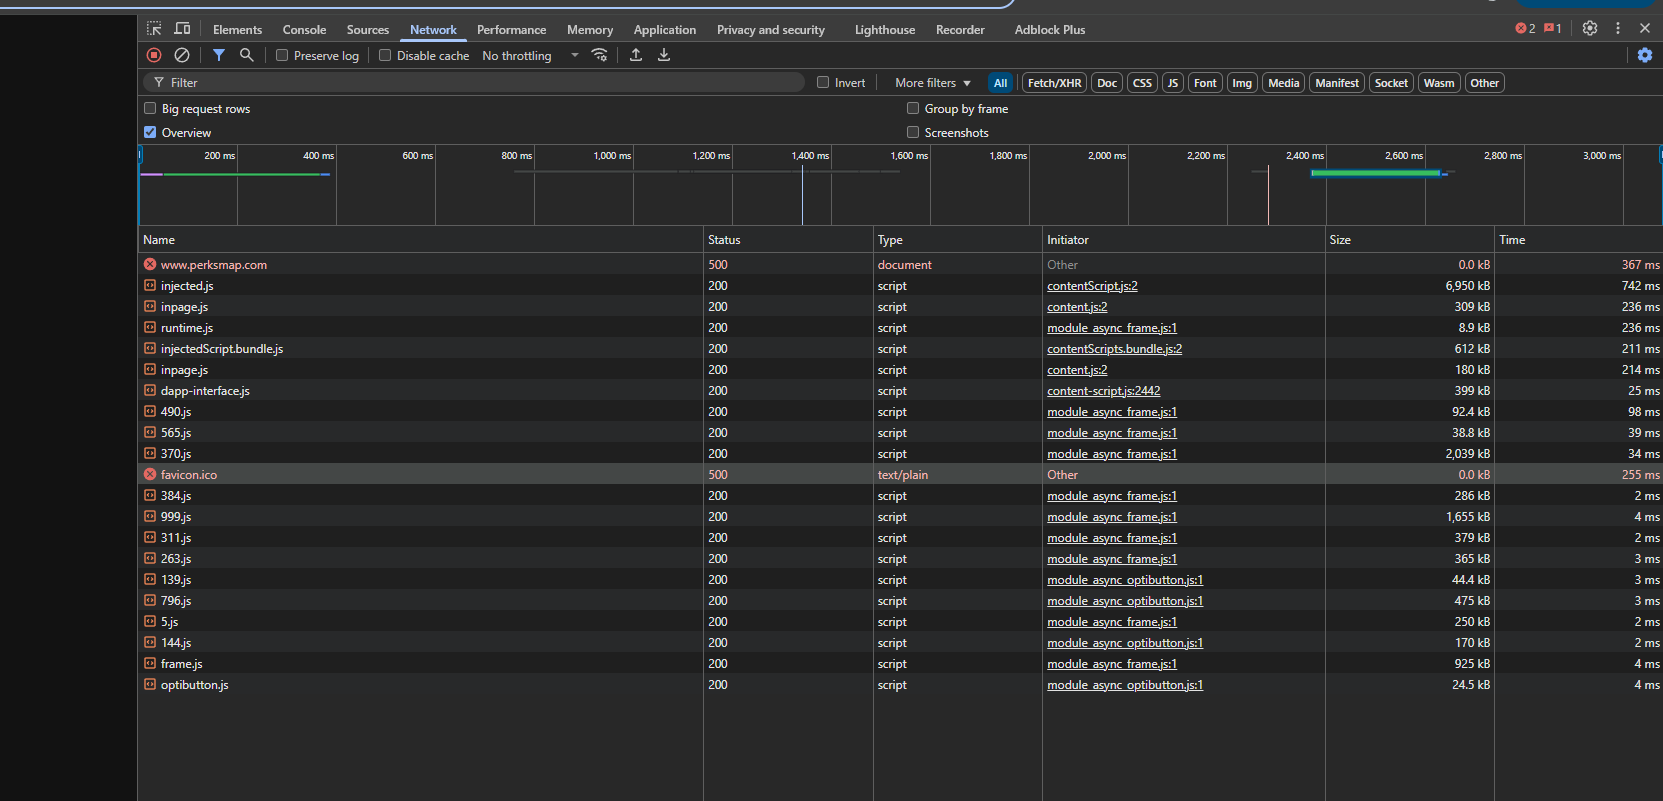 Elements Console Sources Network Performance Memory Application Privacy and security Lighthouse Recorder Adblock Plus 2 1
Preserve log Disable cache No throttling
Filter Invert More filters All Fetch/XHR Doc CSS JS Font Img Media Manifest Socket Wasm Other
Big request rows Group by frame
Overview Screenshots
200 ms 400 ms 600 ms 800 ms 1,000 ms 1,200 ms 1,400 ms 1,600 ms 1,800 ms 2,000 ms 2,200 ms 2,400 ms 2,600 ms 2,800 ms 3,000 ms
Name Status Type Initiator Size Time
www.perksmap.com 500 document Other 0.0 kB 367 ms
injected.js 200 script contentScript.js:2 6,950 kB 742 ms
inpage.js 200 script content.js:2 309 kB 236 ms
runtime.js 200 script module_async_frame.js:1 8.9 kB 236 ms
injectedScript.bundle.js 200 script contentScripts.bundle.js:2 612 kB 211 ms
inpage.js 200 script content.js:2 180 kB 214 ms
dapp-interface.js 200 script content-script.js:2442 399 kB 25 ms
490.js 200 script module_async_frame.js:1 92.4 kB 98 ms
565.js 200 script module_async_frame.js:1 38.8 kB 39 ms
370.js 200 script module_async_frame.js:1 2,039 kB 34 ms
favicon.ico 500 text/plain Other 0.0 kB 255 ms
384.js 200 script module_async_frame.js:1 286 kB 2 ms
999.js 200 script module_async_frame.js:1 1,655 kB 4 ms
311.js 200 script module_async_frame.js:1 379 kB 2 ms
263.js 200 script module_async_frame.js:1 365 kB 3 ms
139.js 200 script module_async_optibutton.js:1 44.4 kB 3 ms
796.js 200 script module_async_optibutton.js:1 475 kB 3 ms
5.js 200 script module_async_frame.js:1 250 kB 2 ms
144.js 200 script module_async_optibutton.js:1 170 kB 2 ms
frame.js 200 script module_async_frame.js:1 925 kB 4 ms
optibutton.js 200 script module_async_optibutton.js:1 24.5 kB 4 ms